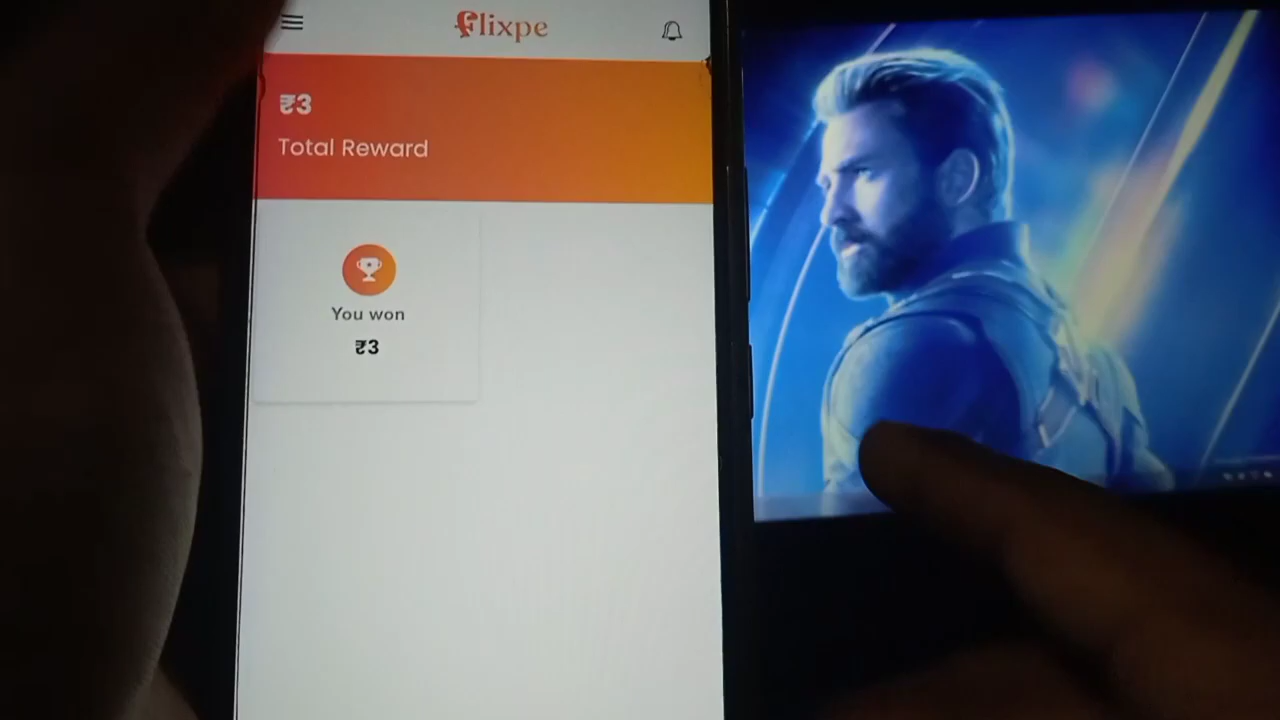 flixpe
₹3
Total Reward
You won
₹3